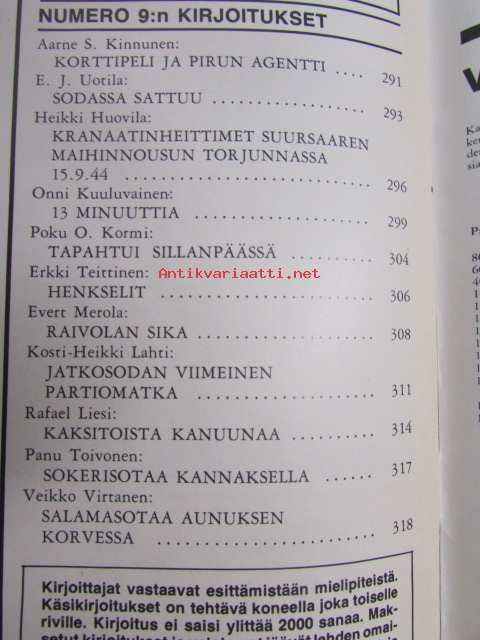 NUMERO 9:n KIRJOITUKSET
Aarne S. Kinnunen:
KORTTIPELI JA PIRUN AGENTTI .... 291
E. J. Uotila:
SODASSA SATTUU ................ 293
Heikki Huovila:
KRANAATINHEITTIMET SUURSAAREN
MAIHINNOUSUN TORJUNNASSA
15.9.44 ........................ 296
Onni Kuuluvainen:
13 MINUUTTIA .................. 299
Poku O. Kormi:
TAPAHTUI SILLANPÄÄSSÄ ......... 304
Erkki Teittinen:
HENKSELIT ..................... 306
Evert Merola:
RAIVOLAN SIKA ................. 308
Kosti-Heikki Lahti:
JATKOSODAN VIIMEINEN
PARTIOMATKA ................... 311
Rafael Liesi:
KAKSITOISTA KANUUNAA .......... 314
Panu Toivonen:
SOKERISOTAA KANNAKSELLA ...... 317
Veikko Virtanen:
SALAMASOTAA AUNUKSEN
KORVESSA ..................... 318
Antikvariaatti.net
Kirjoittajat vastaavat esittämistään mielipiteistä.
Käsikirjoitukset on tehtävä koneella joka toiselle
riville. Kirjoitus ei saisi ylittää 2000 sanaa. Mak-
setut kirjoitukset